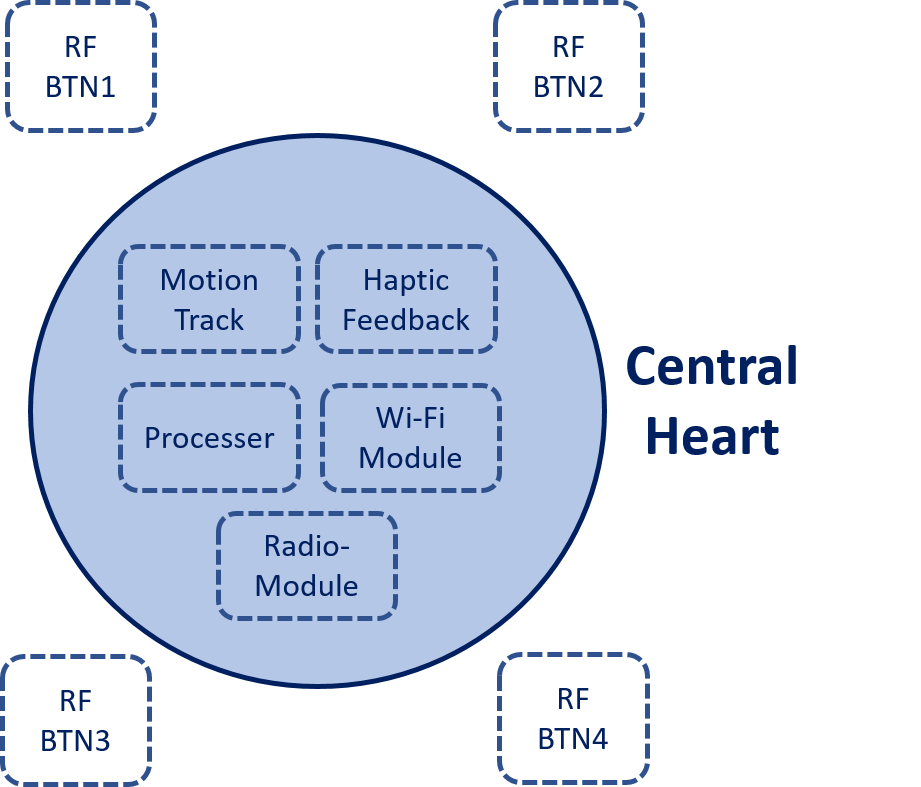 RF
BTN1
RF
BTN2
Motion
Track
Haptic
Feedback
Central
Heart
Processer
Wi-Fi
Module
Radio-
Module
RF
BTN3
RF
BTN4